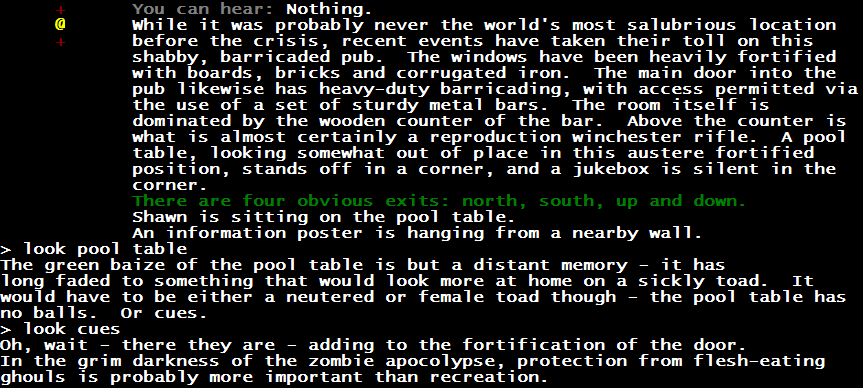 + You can hear: Nothing.
@ While it was probably never the world's most salubrious location
+ before the crisis, recent events have taken their toll on this
shabby, barricaded pub.  The windows have been heavily fortified
with boards, bricks and corrugated iron.  The main door into the
pub likewise has heavy-duty barricading, with access permitted via
the use of a set of sturdy metal bars.  The room itself is
dominated by the wooden counter of the bar.  Above the counter is
what is almost certainly a reproduction winchester rifle.  A pool
table, looking somewhat out of place in this austere fortified
position, stands off in a corner, and a jukebox is silent in the
corner.
There are four obvious exits: north, south, up and down.
Shawn is sitting on the pool table.
An information poster is hanging from a nearby wall.
> look pool table
The green baize of the pool table is but a distant memory - it has
long faded to something that would look more at home on a sickly toad.  It
would have to be either a neutered or female toad though - the pool table has
no balls.  Or cues.
> look cues
Oh, wait - there they are - adding to the fortification of the door.
In the grim darkness of the zombie apocolypse, protection from flesh-eating
ghouls is probably more important than recreation.